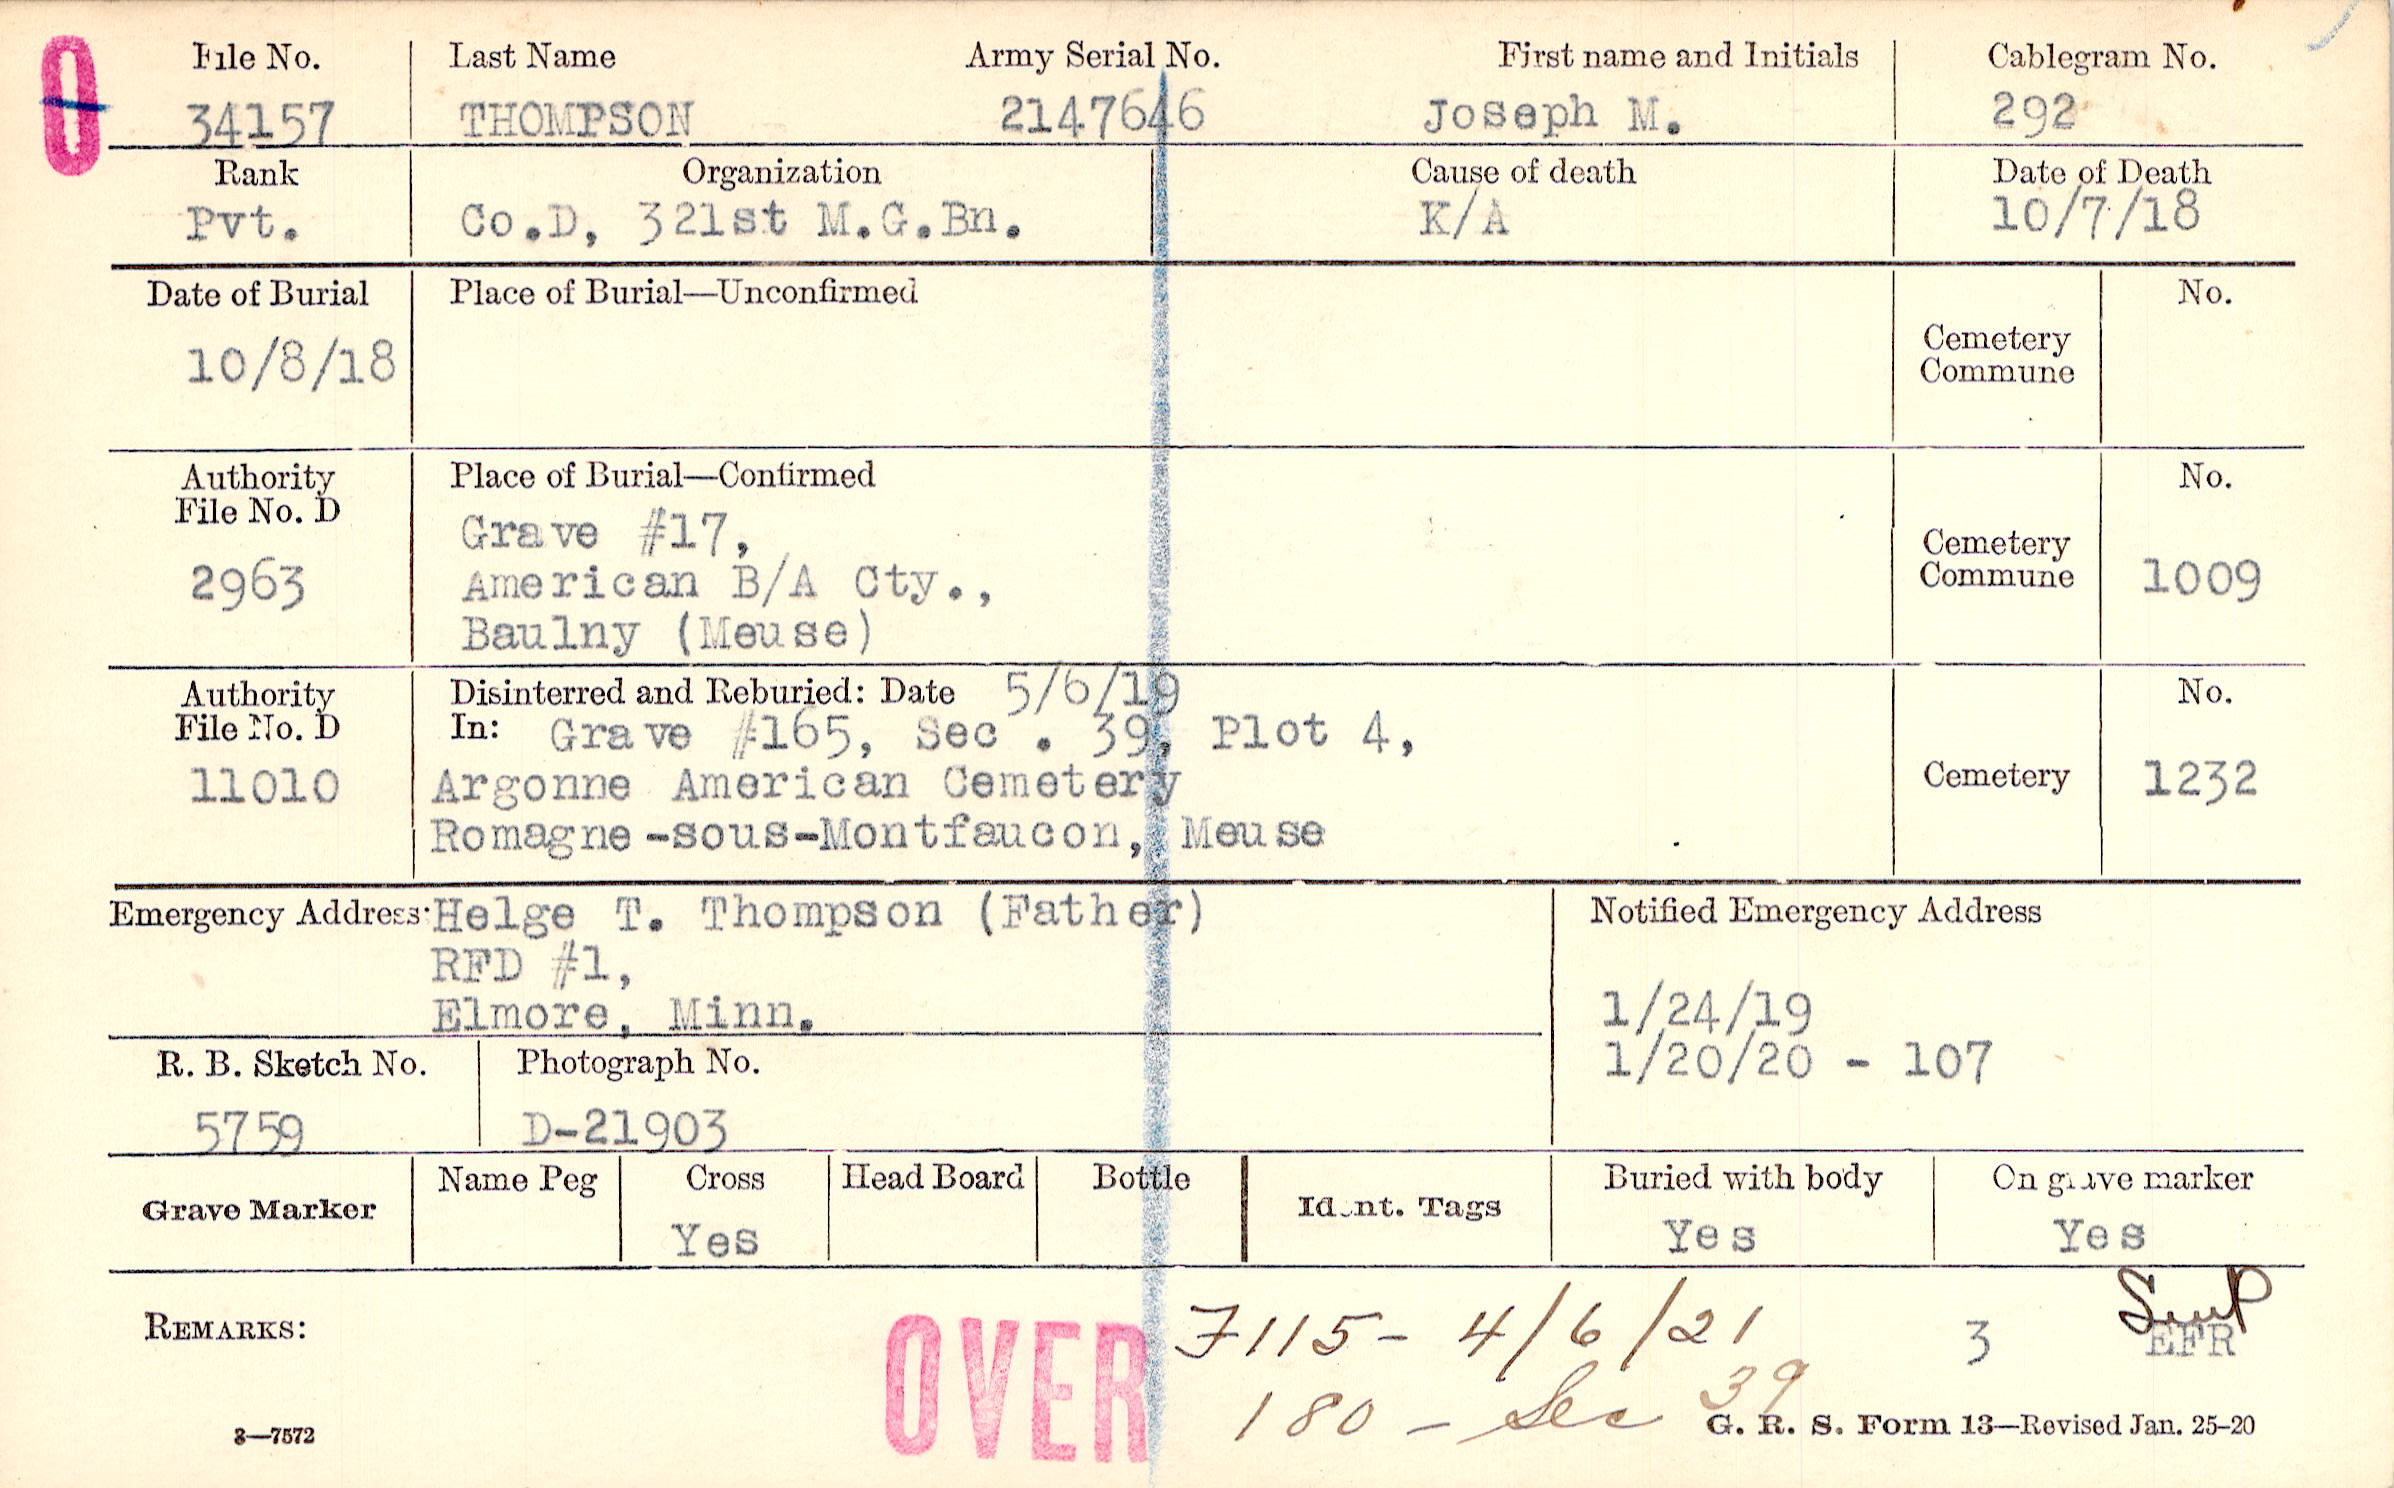 O
File No. Last Name Army Serial No. First name and Initials Cablegram No.
34157 THOMPSON 2147646 Joseph M. 292
Rank Organization Cause of death Date of Death
Pvt. Co.D, 321st M.G.Bn. K/A 10/7/18
Date of Burial Place of Burial—Unconfirmed No.
10/8/18 Cemetery
Commune
Authority Place of Burial—Confirmed No.
File No. D
Grave #17,
2963 American B/A Cty., Cemetery
Commune 1009
Baulny (Meuse)
Authority Disinterred and Reburied: Date 5/6/19 No.
File No. D In: Grave #165, Sec . 39, Plot 4,
11010 Argonne American Cemetery Cemetery 1232
Romagne-sous-Montfaucon, Meuse
Emergency Address: Helge T. Thompson (Father) Notified Emergency Address
RFD #1,
Elmore, Minn. 1/24/19
1/20/20 - 107
R. B. Sketch No. Photograph No.
5759 D-21903
Grave Marker Name Peg Cross Head Board Bottle Ident. Tags Buried with body On grave marker
Yes Yes Yes
REMARKS: OVER 7115- 4/6/21 3 EFR
180 - Sec 39
3—7572 G. R. S. Form 13—Revised Jan. 25-20